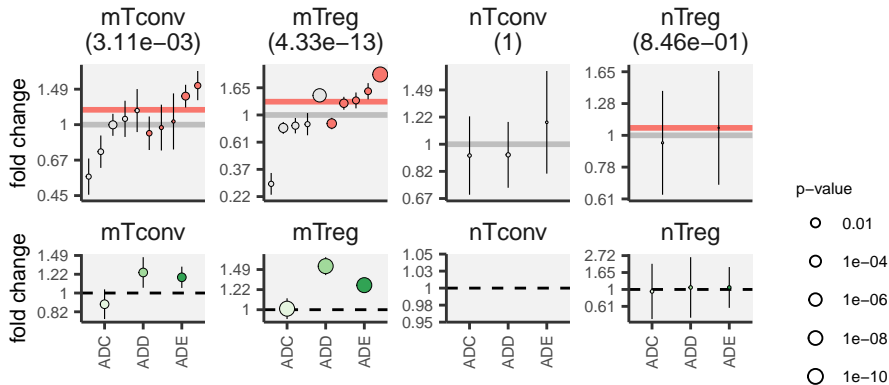 mTconv
(3.11e−03)
mTreg
(4.33e−13)
nTconv
(1)
nTreg
(8.46e−01)
fold change
1.49
1
0.67
0.45
1.65
1
0.61
0.37
0.22
1.49
1.22
1
0.82
0.67
1.65
1.28
1
0.78
0.61
mTconv
mTreg
nTconv
nTreg
fold change
1.49
1.22
1
0.82
1.49
1.22
1
1.05
1.03
1
0.98
0.95
2.72
1.65
1
0.61
ADC
ADD
ADE
ADC
ADD
ADE
ADC
ADD
ADE
ADC
ADD
ADE
p−value
0.01
1e−04
1e−06
1e−08
1e−10